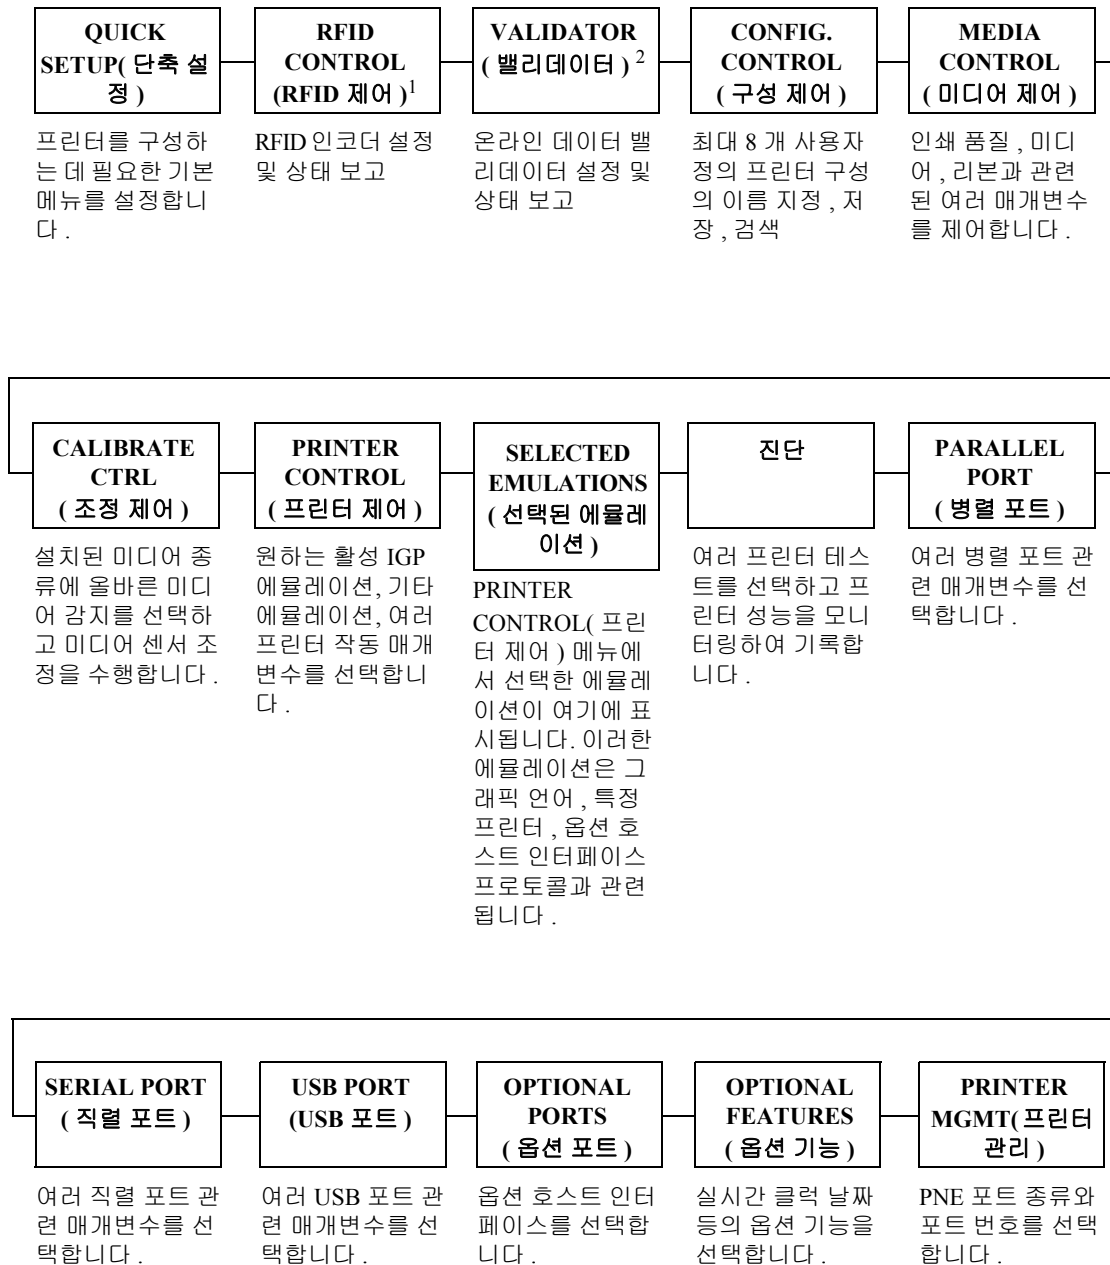 QUICK
SETUP( 단축 설
정 )
프린터를 구성하
는 데 필요한 기본
메뉴를 설정합니
다 .
RFID
CONTROL
(RFID 제어 )1
RFID 인코더 설정
및 상태 보고
VALIDATOR
( 밸리데이터 ) 2
온라인 데이터 밸
리데이터 설정 및
상태 보고
CONFIG.
CONTROL
( 구성 제어 )
최대 8 개 사용자
정의 프린터 구성
의 이름 지정 , 저
장 , 검색
MEDIA
CONTROL
( 미디어 제어 )
인쇄 품질 , 미디
어 , 리본과 관련
된 여러 매개변수
를 제어합니다 .
CALIBRATE
CTRL
( 조정 제어 )
설치된 미디어 종
류에 올바른 미디
어 감지를 선택하
고 미디어 센서 조
정을 수행합니다 .
PRINTER
CONTROL
( 프린터 제어 )
원하는 활성 IGP
에뮬레이션, 기타
에뮬레이션, 여러
프린터 작동 매개
변수를 선택합니
다 .
SELECTED
EMULATIONS
( 선택된 에뮬레
이션 )
PRINTER
CONTROL( 프린
터 제어 ) 메뉴에
서 선택한 에뮬레
이션이 여기에 표
시됩니다. 이러한
에뮬레이션은 그
래픽 언어 , 특정
프린터 , 옵션 호
스트 인터페이스
프로토콜과 관련
됩니다 .
진단
여러 프린터 테스
트를 선택하고 프
린터 성능을 모니
터링하여 기록합
니다 .
PARALLEL
PORT
( 병렬 포트 )
여러 병렬 포트 관
련 매개변수를 선
택합니다 .
SERIAL PORT
( 직렬 포트 )
여러 직렬 포트 관
련 매개변수를 선
택합니다 .
USB PORT
(USB 포트 )
여러 USB 포트 관
련 매개변수를 선
택합니다 .
OPTIONAL
PORTS
( 옵션 포트 )
옵션 호스트 인터
페이스를 선택합
니다 .
OPTIONAL
FEATURES
( 옵션 기능 )
실시간 클럭 날짜
등의 옵션 기능을
선택합니다 .
PRINTER
MGMT( 프린터
관리 )
PNE 포트 종류와
포트 번호를 선택
합니다 .